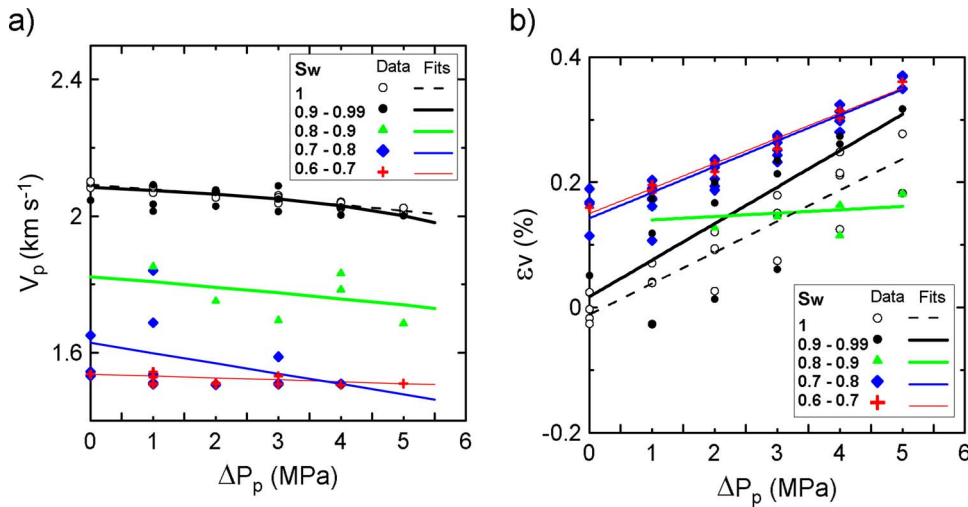 a)
2.4
2.0
1.6
Vp (km s⁻¹)
Sw Data Fits
1
0.9 - 0.99
0.8 - 0.9
0.7 - 0.8
0.6 - 0.7
0 1 2 3 4 5 6
ΔPp (MPa)
b)
0.4
0.2
0
-0.2
εv (%)
Sw Data Fits
1
0.9 - 0.99
0.8 - 0.9
0.7 - 0.8
0.6 - 0.7
0 1 2 3 4 5 6
ΔPp (MPa)